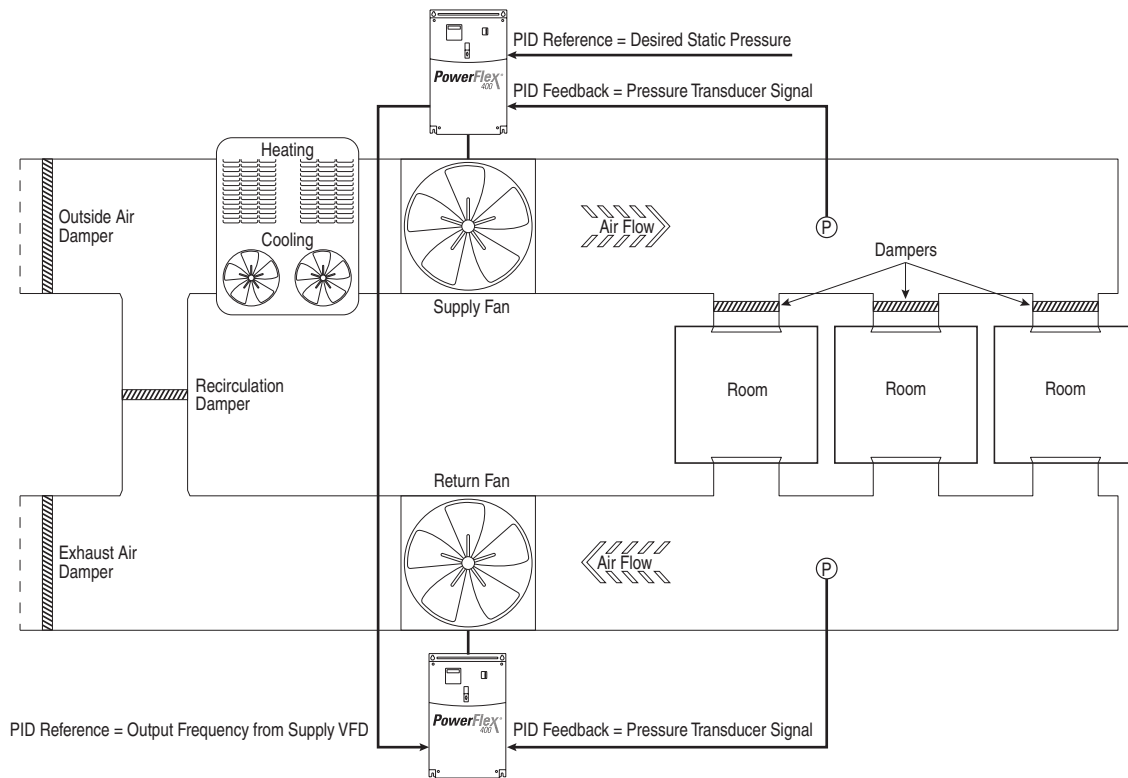 PID Reference = Desired Static Pressure
PowerFlex
400
PID Feedback = Pressure Transducer Signal
Heating
Outside Air
Damper
Cooling
Air Flow
P
Dampers
Supply Fan
Recirculation
Damper
Room
Room
Room
Return Fan
Exhaust Air
Damper
Air Flow
P
PowerFlex
400
PID Reference = Output Frequency from Supply VFD
PID Feedback = Pressure Transducer Signal